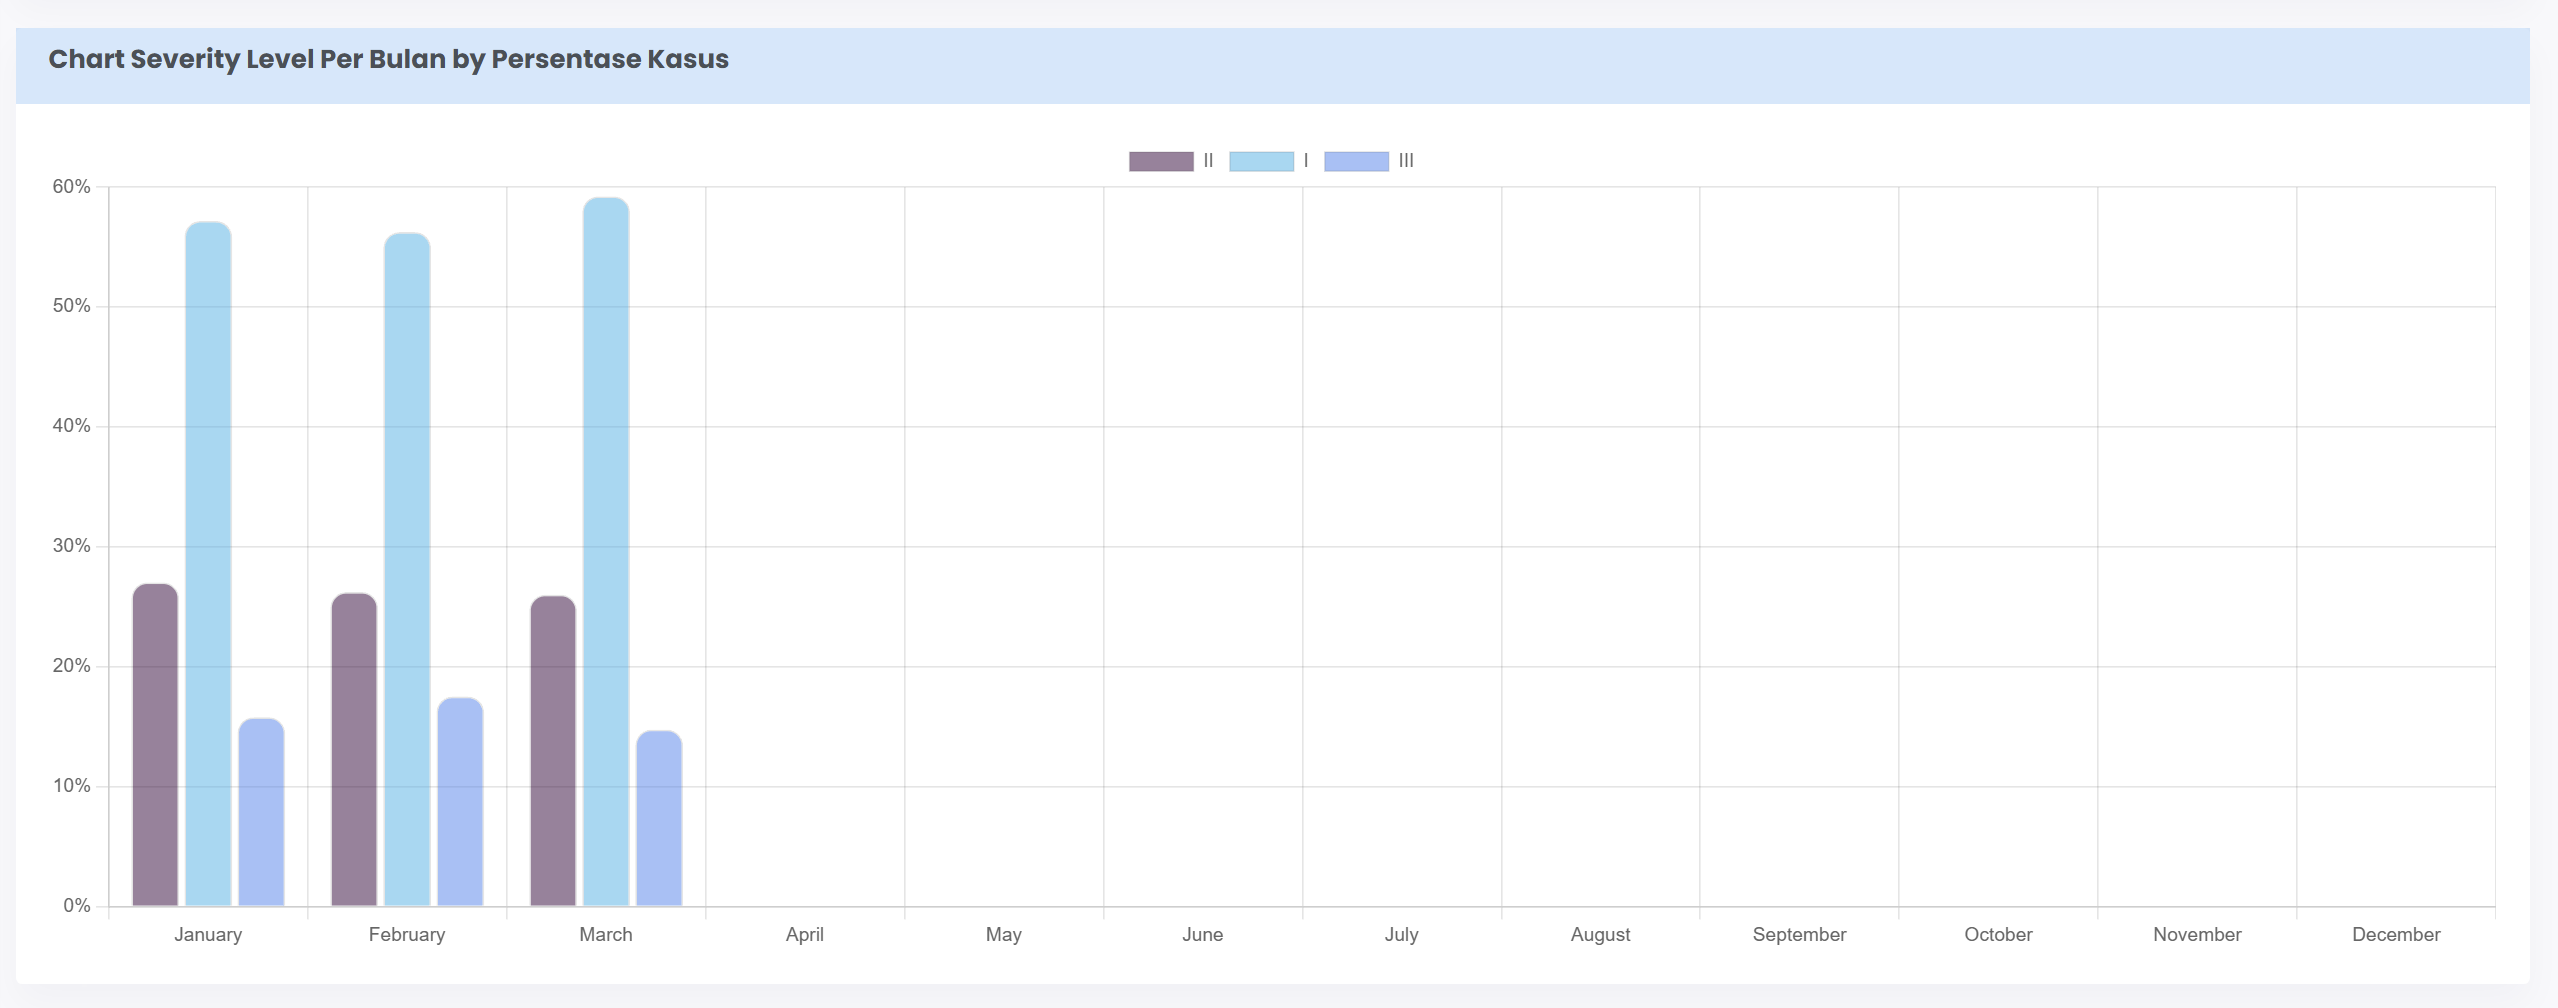 Chart Severity Level Per Bulan by Persentase Kasus
II I III
60%
50%
40%
30%
20%
10%
0%
January February March April May June July August September October November December